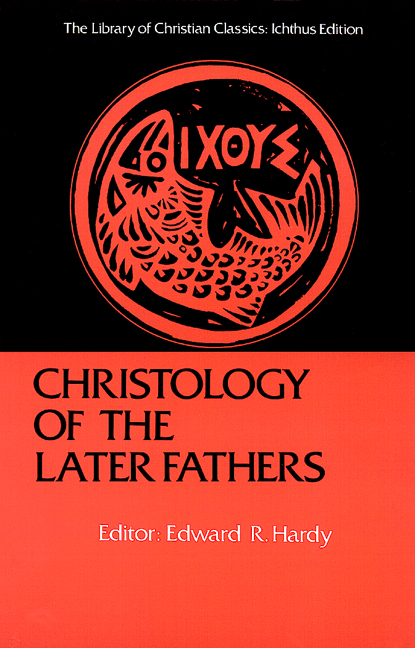 The Library of Christian Classics: Ichthus Edition
ΙΧΘΥΣ
CHRISTOLOGY
OF THE
LATER FATHERS
Editor: Edward R. Hardy